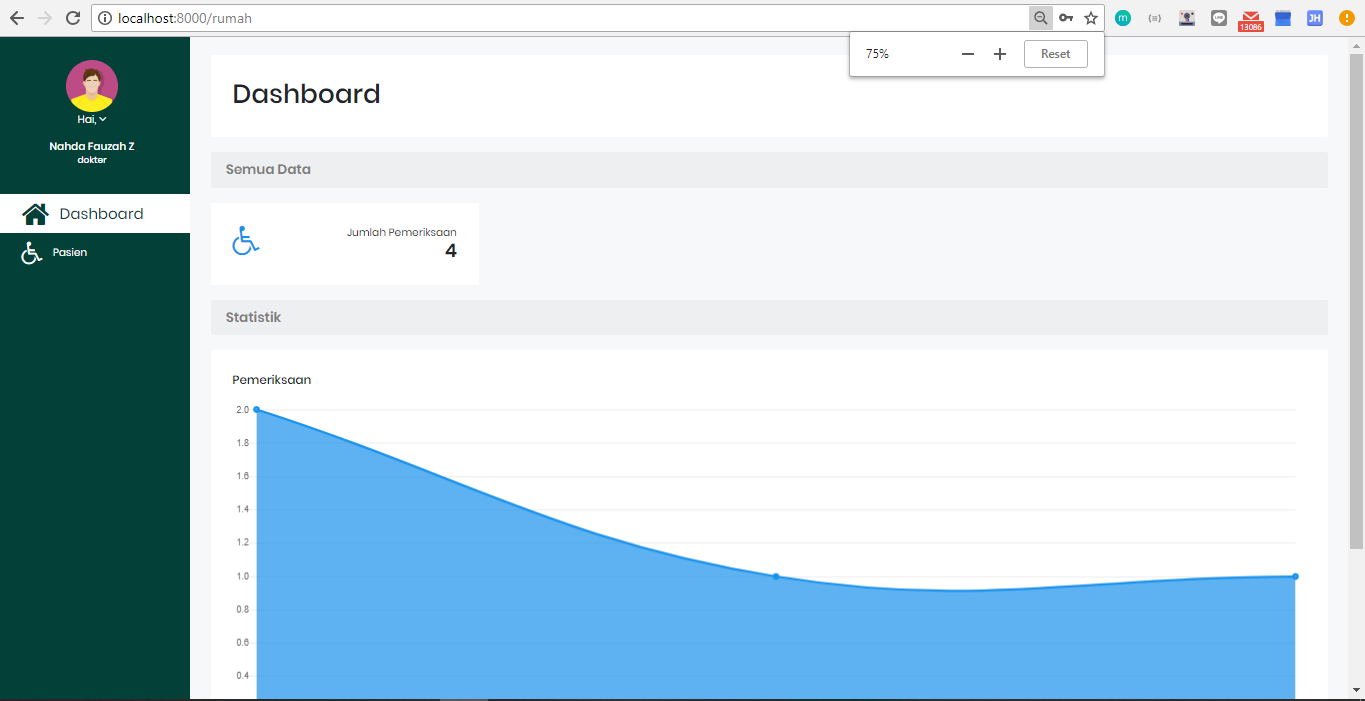 localhost:8000/rumah
m
{=}
LINE
13086
JH
75%
Reset
Hai,
Nahda Fauzah Z
dokter
Dashboard
Pasien
Dashboard
Semua Data
Jumlah Pemeriksaan
4
Statistik
Pemeriksaan
2.0
1.8
1.6
1.4
1.2
1.0
0.8
0.6
0.4